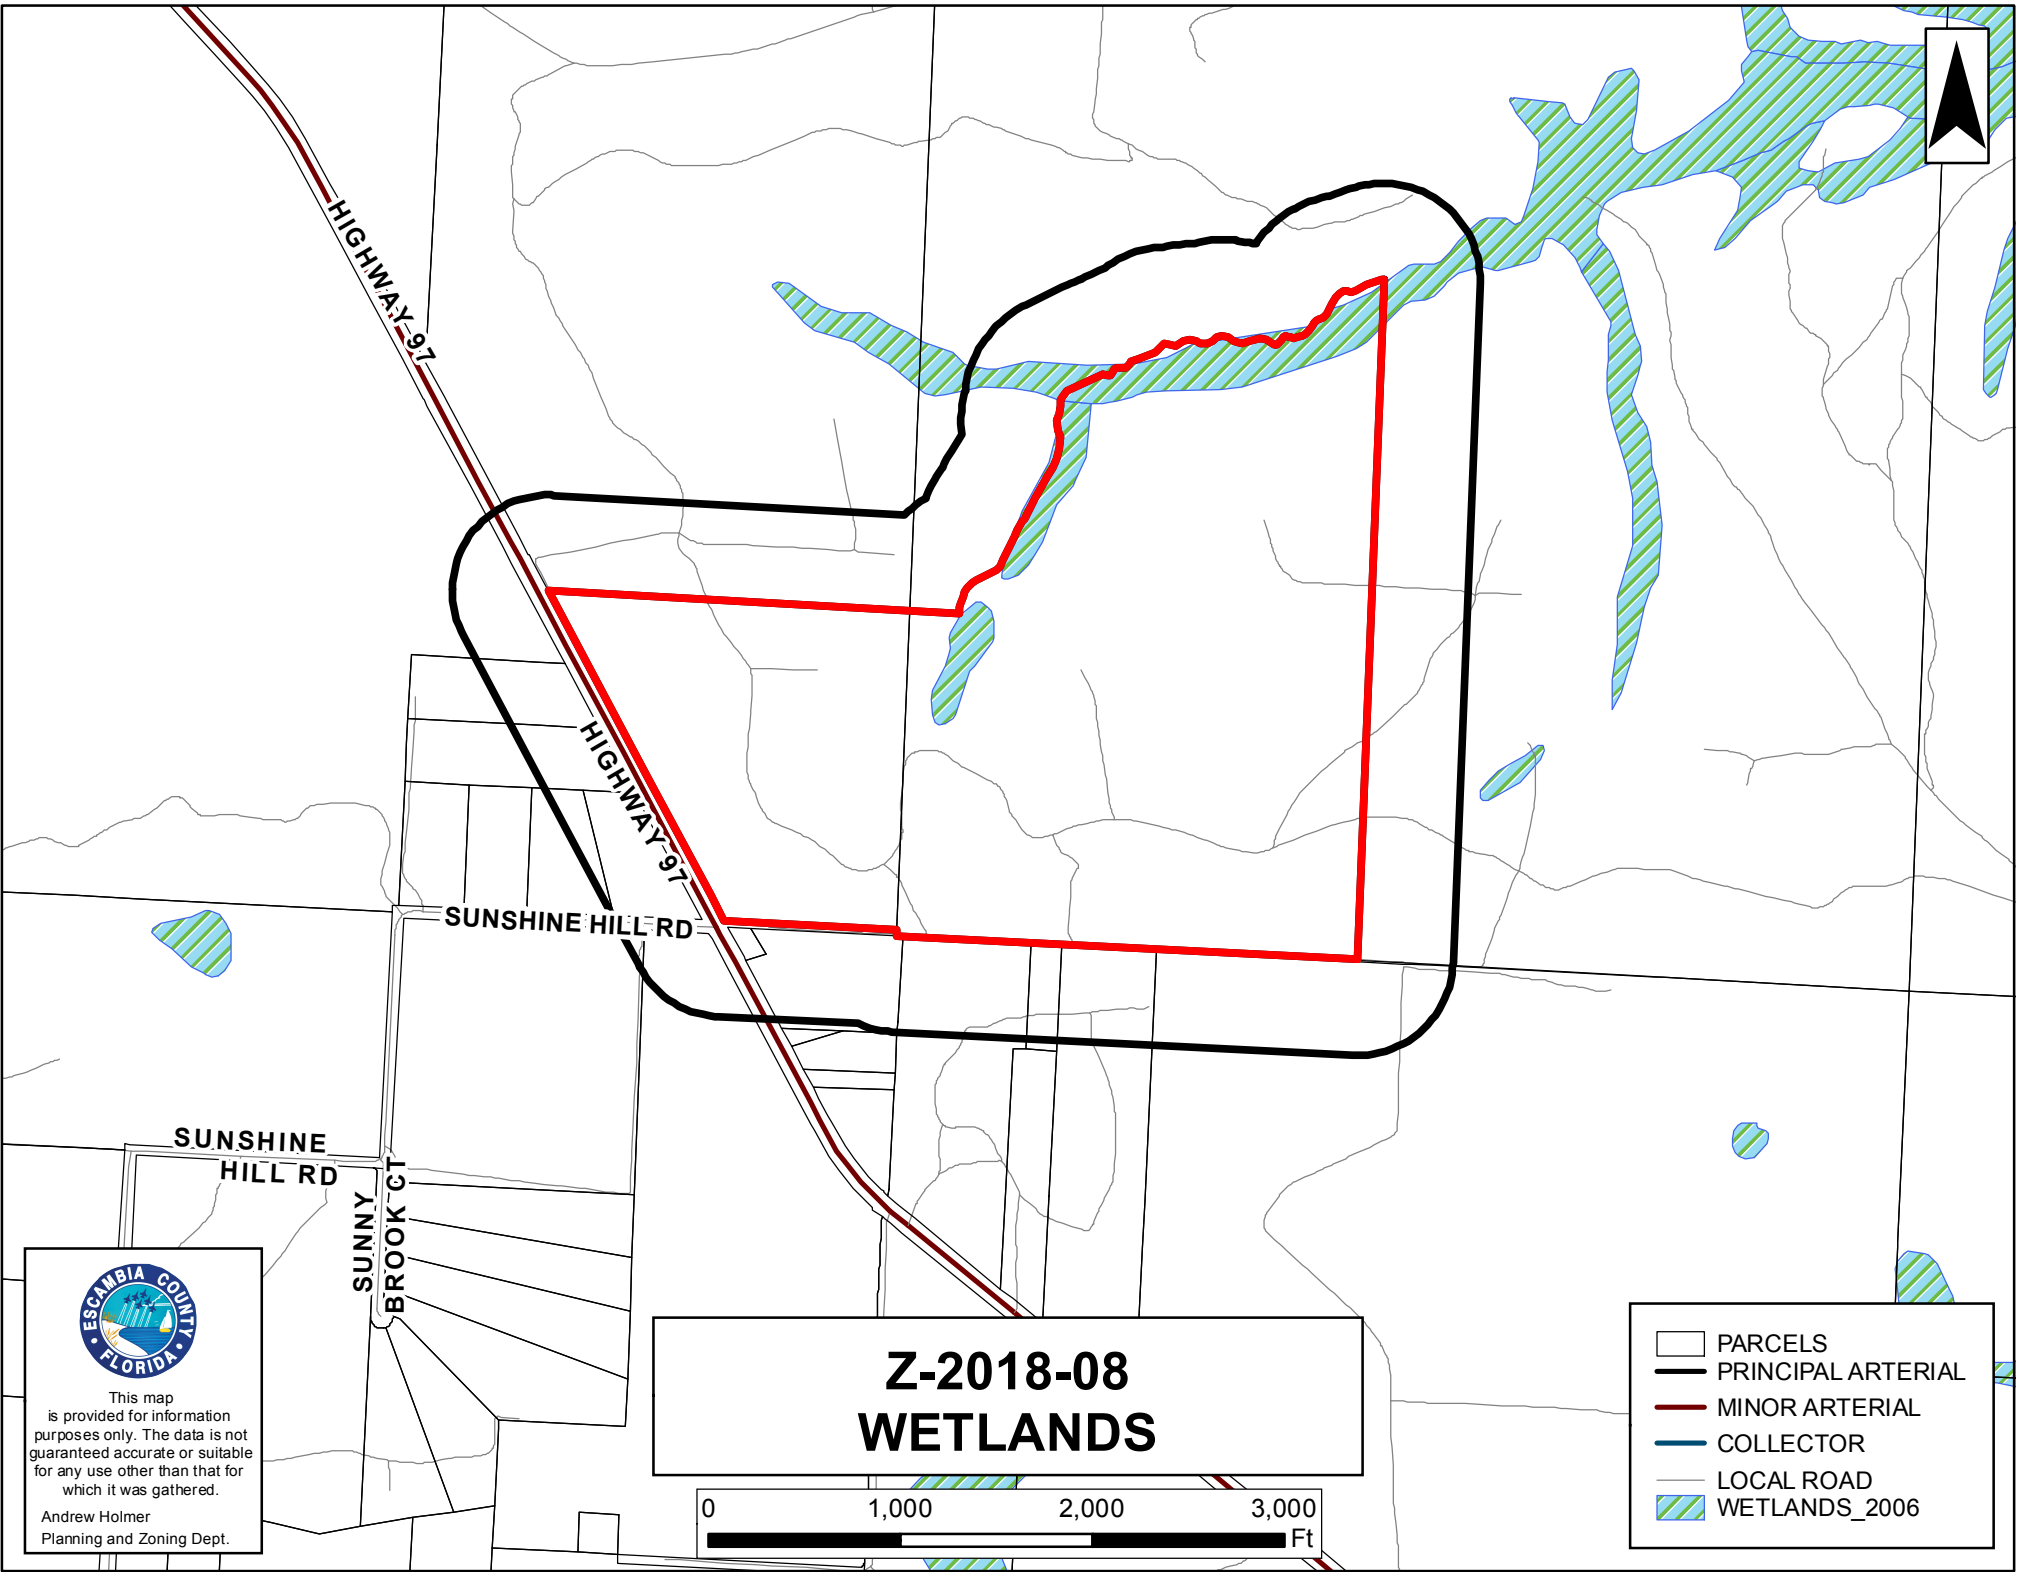 HIGHWAY 97
HIGHWAY 97
SUNSHINE HILL RD
SUNSHINE
HILL RD
SUNNY
BROOK CT
ESCAMBIA COUNTY
• FLORIDA •
This map
is provided for information
purposes only. The data is not
guaranteed accurate or suitable
for any use other than that for
which it was gathered.
Andrew Holmer
Planning and Zoning Dept.
Z-2018-08
WETLANDS
0 1,000 2,000 3,000
Ft
PARCELS
PRINCIPAL ARTERIAL
MINOR ARTERIAL
COLLECTOR
LOCAL ROAD
WETLANDS_2006